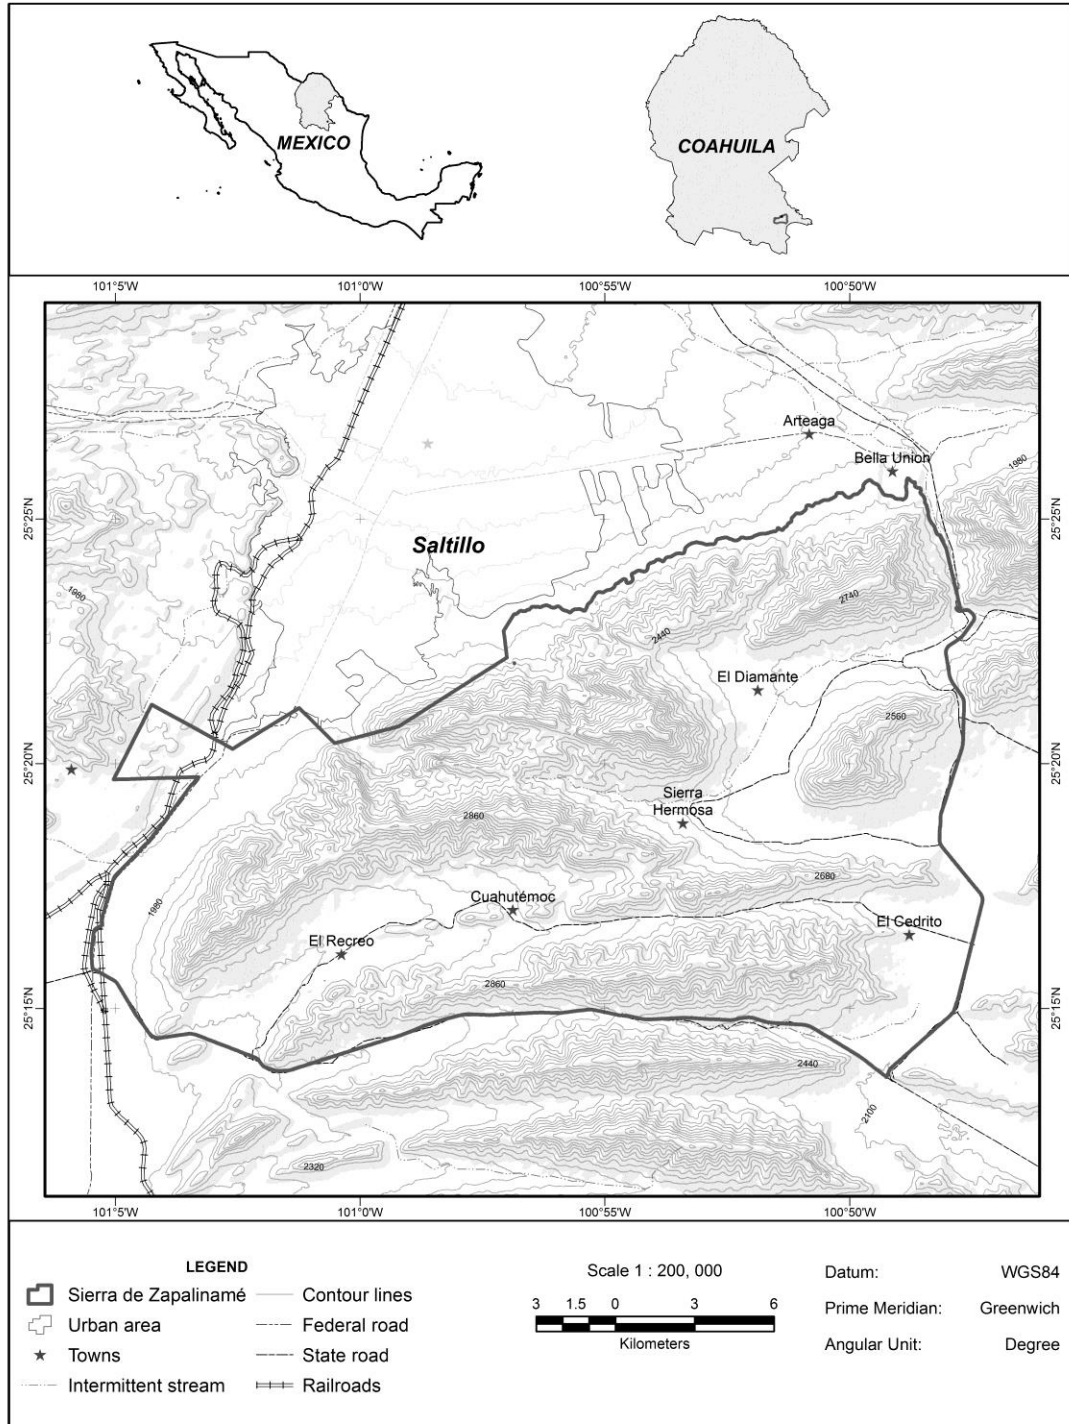 MEXICO
COAHUILA
101°5'W 101°0'W 100°55'W 100°50'W
Arteaga
Bella Union
1980
25°25'N 25°25'N
Saltillo
1980
2740
2440
El Diamante
2560
25°20'N 25°20'N
Sierra
Hermosa
2860
2680
Cuahutémoc
1980
El Cedrito
El Recreo
2860
25°15'N 25°15'N
2440
2100
2320
101°5'W 101°0'W 100°55'W 100°50'W
LEGEND
Sierra de Zapalinamé
Urban area
Towns
Intermittent stream
Contour lines
Federal road
State road
Railroads
Scale 1 : 200, 000
3 1.5 0 3 6
Kilometers
Datum: WGS84
Prime Meridian: Greenwich
Angular Unit: Degree